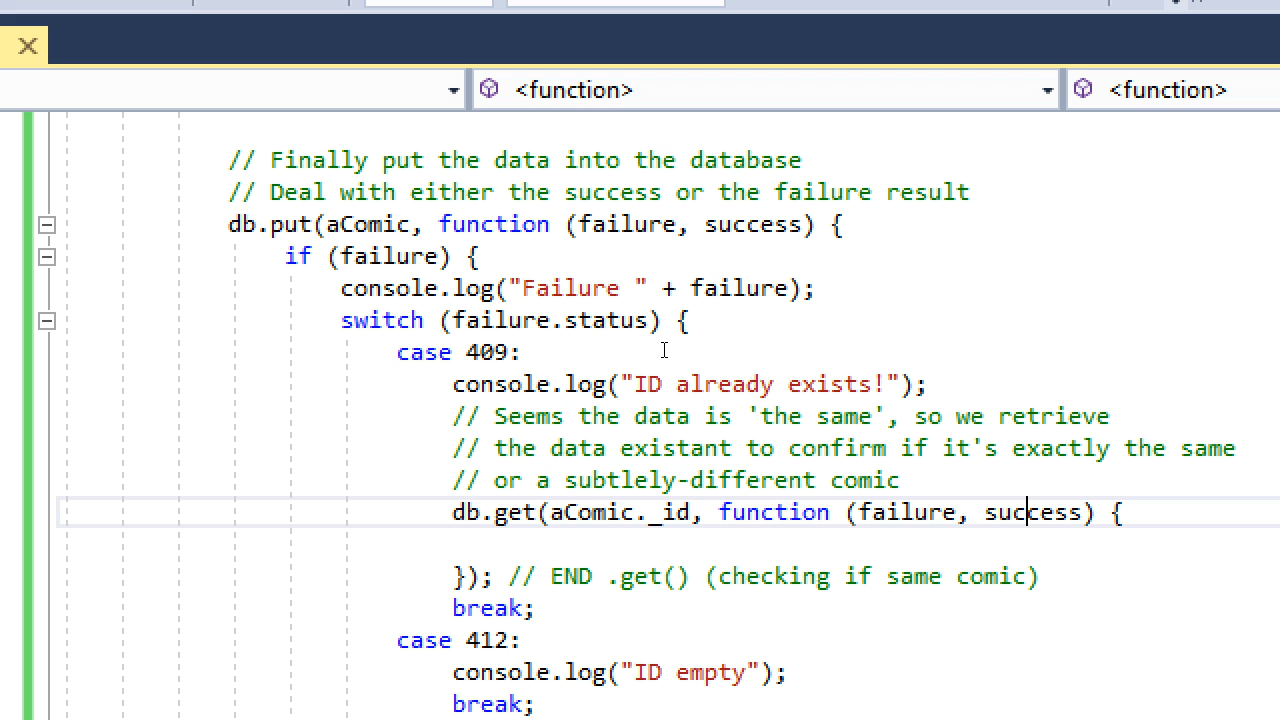 <function> <function>
// Finally put the data into the database
// Deal with either the success or the failure result
db.put(aComic, function (failure, success) {
if (failure) {
console.log("Failure " + failure);
switch (failure.status) {
case 409:
console.log("ID already exists!");
// Seems the data is 'the same', so we retrieve
// the data existant to confirm if it's exactly the same
// or a subtlely-different comic
db.get(aComic._id, function (failure, success) {
}); // END .get() (checking if same comic)
break;
case 412:
console.log("ID empty");
break;